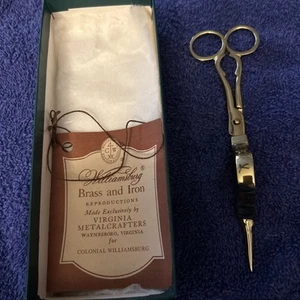 Williamsburg
Brass and Iron
REPRODUCTIONS
Made Exclusively by
VIRGINIA
METALCRAFTERS
WAYNESBORO, VIRGINIA
for
COLONIAL WILLIAMSBURG